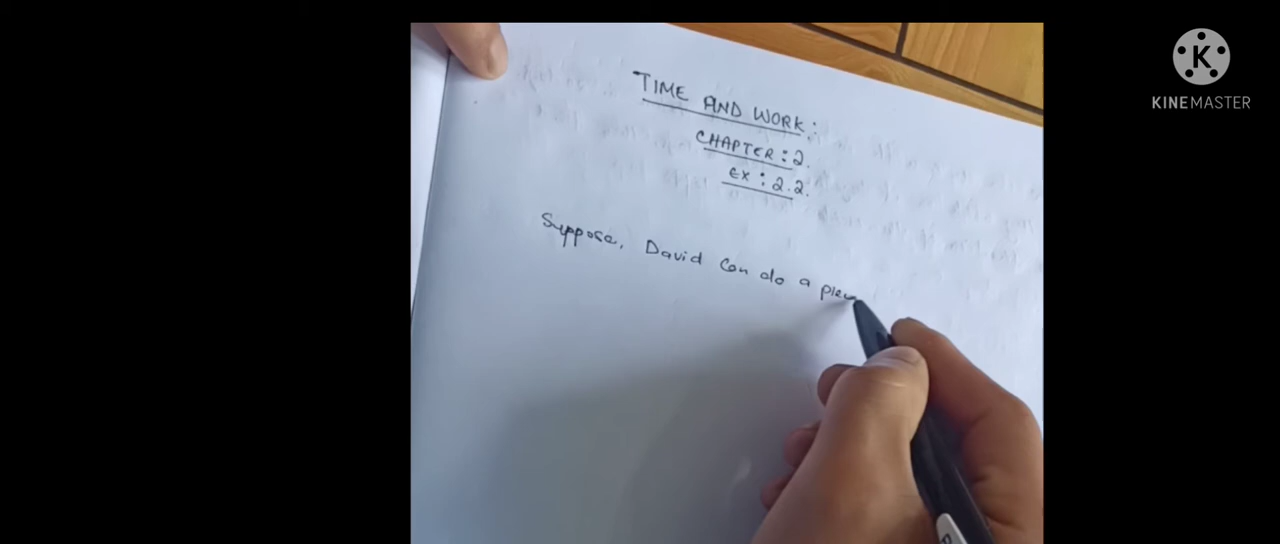 TIME AND WORK:
CHAPTER: 2.
EX: 2.2.
Suppose, David can do a piec
K
KINEMASTER